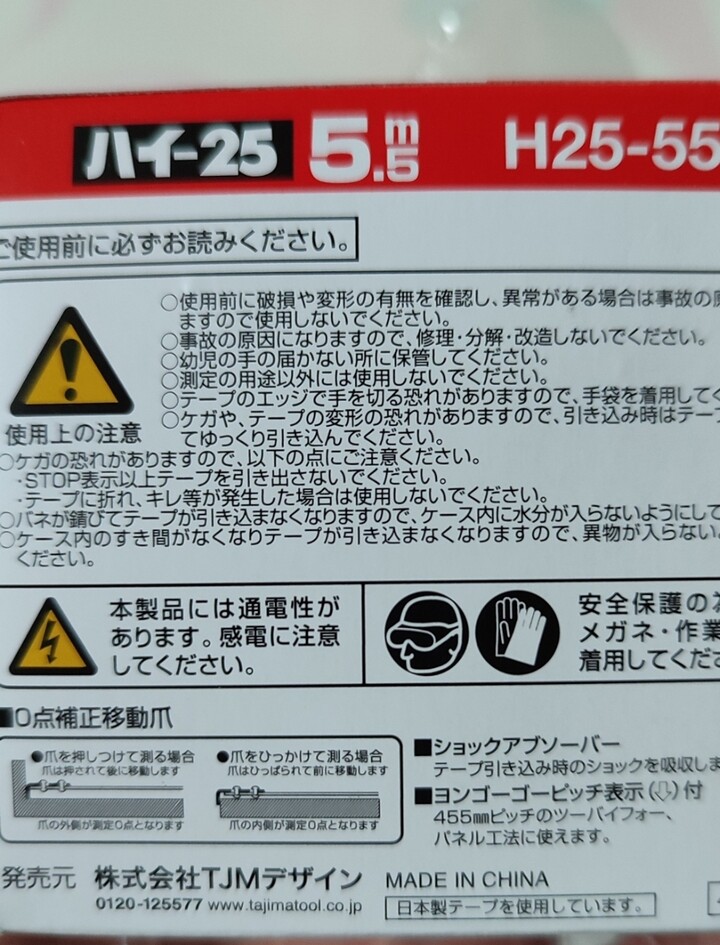 ハイ-25 5.5m H25-55
ご使用前に必ずお読みください。
○使用前に破損や変形の有無を確認し、異常がある場合は事故の
ますので使用しないでください。
○事故の原因になりますので、修理・分解・改造しないでください。
○幼児の手の届かない所に保管してください。
○測定の用途以外には使用しないでください。
○テープのエッジで手を切る恐れがありますので、手袋を着用して
○ケガや、テープの変形の恐れがありますので、引き込み時はテー
てゆっくり引き込んでください。
使用上の注意
○ケガの恐れがありますので、以下の点にご注意ください。
・STOP表示以上テープを引き出さないでください。
・テープに折れ、キレ等が発生した場合は使用しないでください。
○バネが錆びてテープが引き込まなくなりますので、ケース内に水分が入らないようにして
○ケース内のすき間がなくなりテープが引き込まなくなりますので、異物が入らない
ください。
本製品には通電性が
あります。感電に注意
してください。
安全保護の
メガネ・作業
着用してくだ
■0点補正移動爪
●爪を押しつけて測る場合
爪は押されて後に移動します
爪の外側が測定0点となります
●爪をひっかけて測る場合
爪はひっぱられて前に移動します
爪の内側が測定0点となります
■ショックアブソーバー
テープ引き込み時のショックを吸収しま
■ヨンゴーゴーピッチ表示(⇩)付
455mmピッチのツーバイフォー、
パネル工法に使えます。
発売元 株式会社TJMデザイン
0120-125577 www.tajimatool.co.jp
MADE IN CHINA
日本製テープを使用しています。